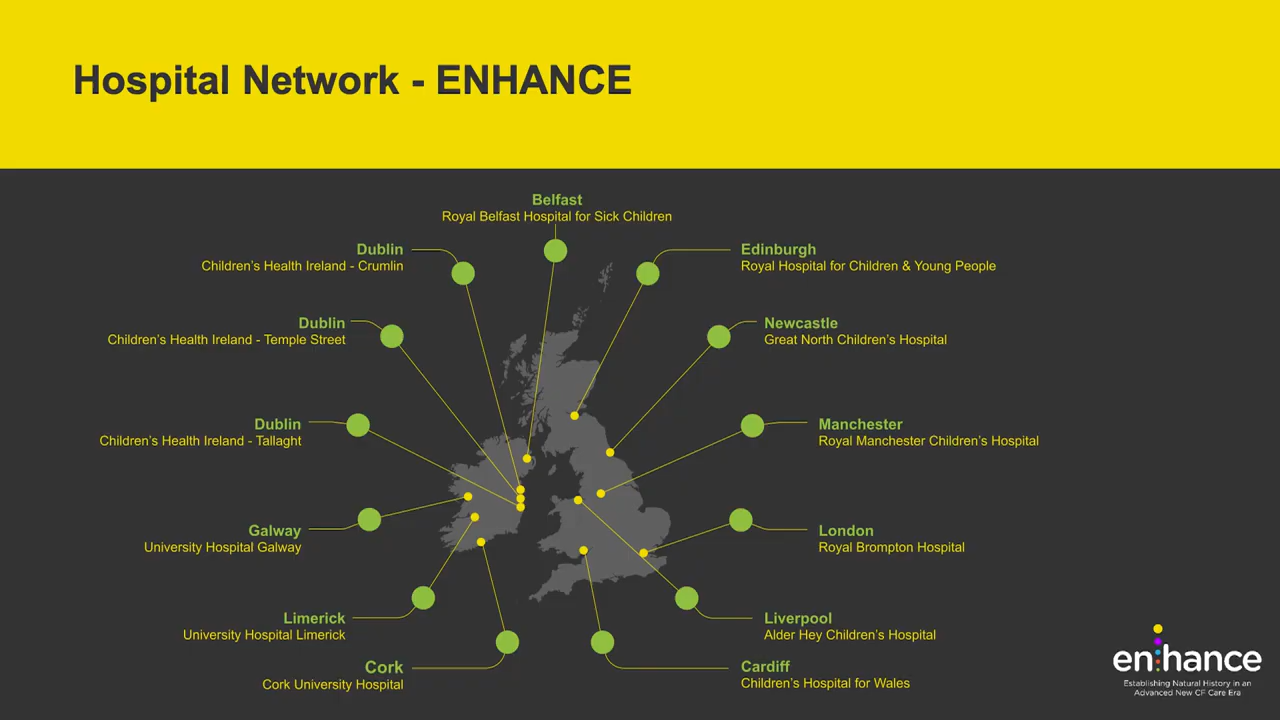 Hospital Network - ENHANCE
Belfast
Royal Belfast Hospital for Sick Children
Dublin
Children’s Health Ireland - Crumlin
Edinburgh
Royal Hospital for Children & Young People
Dublin
Children’s Health Ireland - Temple Street
Newcastle
Great North Children’s Hospital
Dublin
Children’s Health Ireland - Tallaght
Manchester
Royal Manchester Children’s Hospital
Galway
University Hospital Galway
London
Royal Brompton Hospital
Limerick
University Hospital Limerick
Liverpool
Alder Hey Children’s Hospital
Cork
Cork University Hospital
Cardiff
Children’s Hospital for Wales
enhance
Establishing Natural History in an
Advanced New CF Care Era